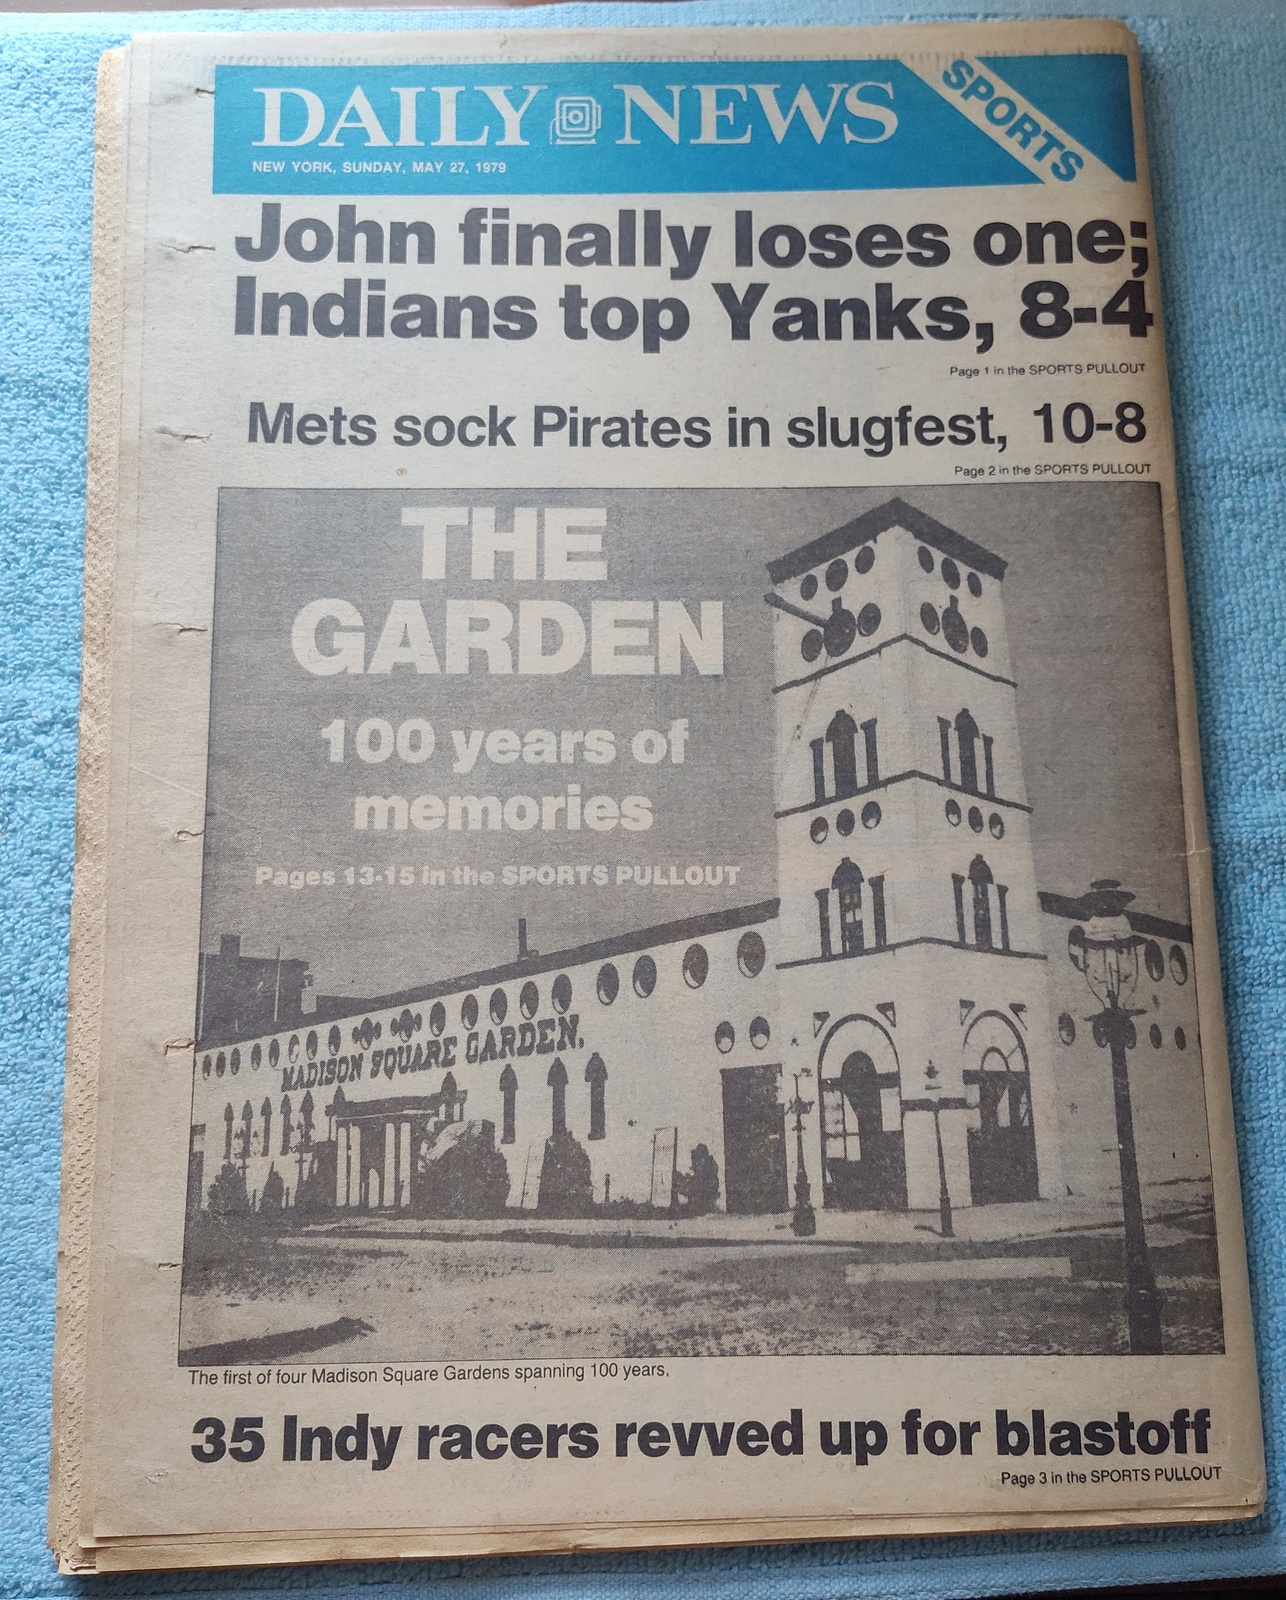 DAILY NEWS
SPORTS
NEW YORK, SUNDAY, MAY 27, 1979
John finally loses one;
Indians top Yanks, 8-4
Page 1 in the SPORTS PULLOUT
Mets sock Pirates in slugfest, 10-8
Page 2 in the SPORTS PULLOUT
THE
GARDEN
100 years of
memories
Pages 13-15 in the SPORTS PULLOUT
MADISON SQUARE GARDEN.
The first of four Madison Square Gardens spanning 100 years.
35 Indy racers revved up for blastoff
Page 3 in the SPORTS PULLOUT